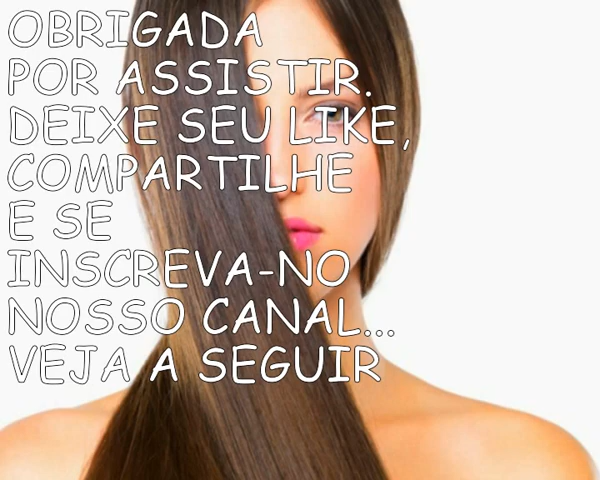 OBRIGADA
POR ASSISTIR.
DEIXE SEU LIKE,
COMPARTILHE
E SE
INSCREVA-NO
NOSSO CANAL...
VEJA A SEGUIR